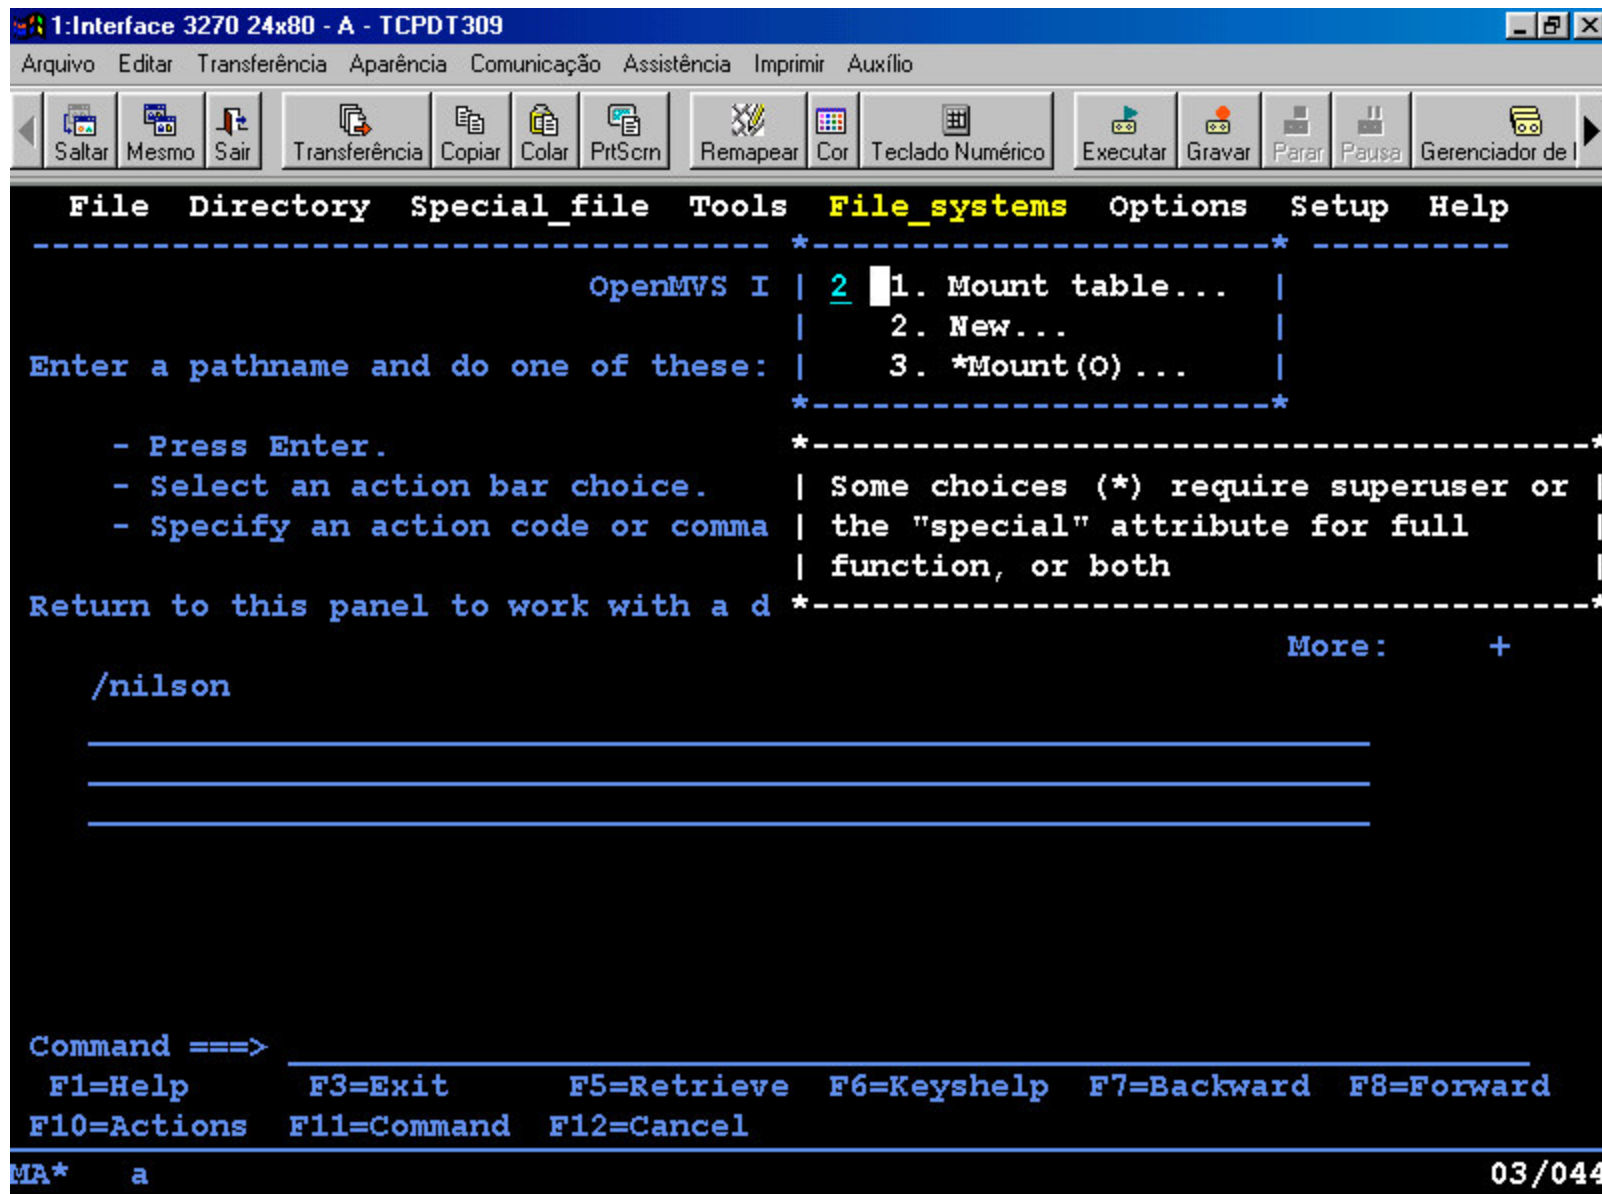 1:Interface 3270 24x80 - A - TCPDT309
Arquivo Editar Transferência Aparência Comunicação Assistência Imprimir Auxílio
Saltar Mesmo Sair Transferência Copiar Colar PrtScrn Remapear Cor Teclado Numérico Executar Gravar Parar Pausa Gerenciador de
File Directory Special_file Tools File_systems Options Setup Help
------------------------------------- *-----------------------* ----------
OpenMVS I | 2 1. Mount table... |
| 2. New... |
Enter a pathname and do one of these: | 3. *Mount(O)... |
*-----------------------*
- Press Enter. *---------------------------------------*
- Select an action bar choice. | Some choices (*) require superuser or |
- Specify an action code or comma | the "special" attribute for full |
| function, or both |
Return to this panel to work with a d *---------------------------------------*
More: +
/nilson
Command ===>
F1=Help F3=Exit F5=Retrieve F6=Keyshelp F7=Backward F8=Forward
F10=Actions F11=Command F12=Cancel
MA* a 03/044